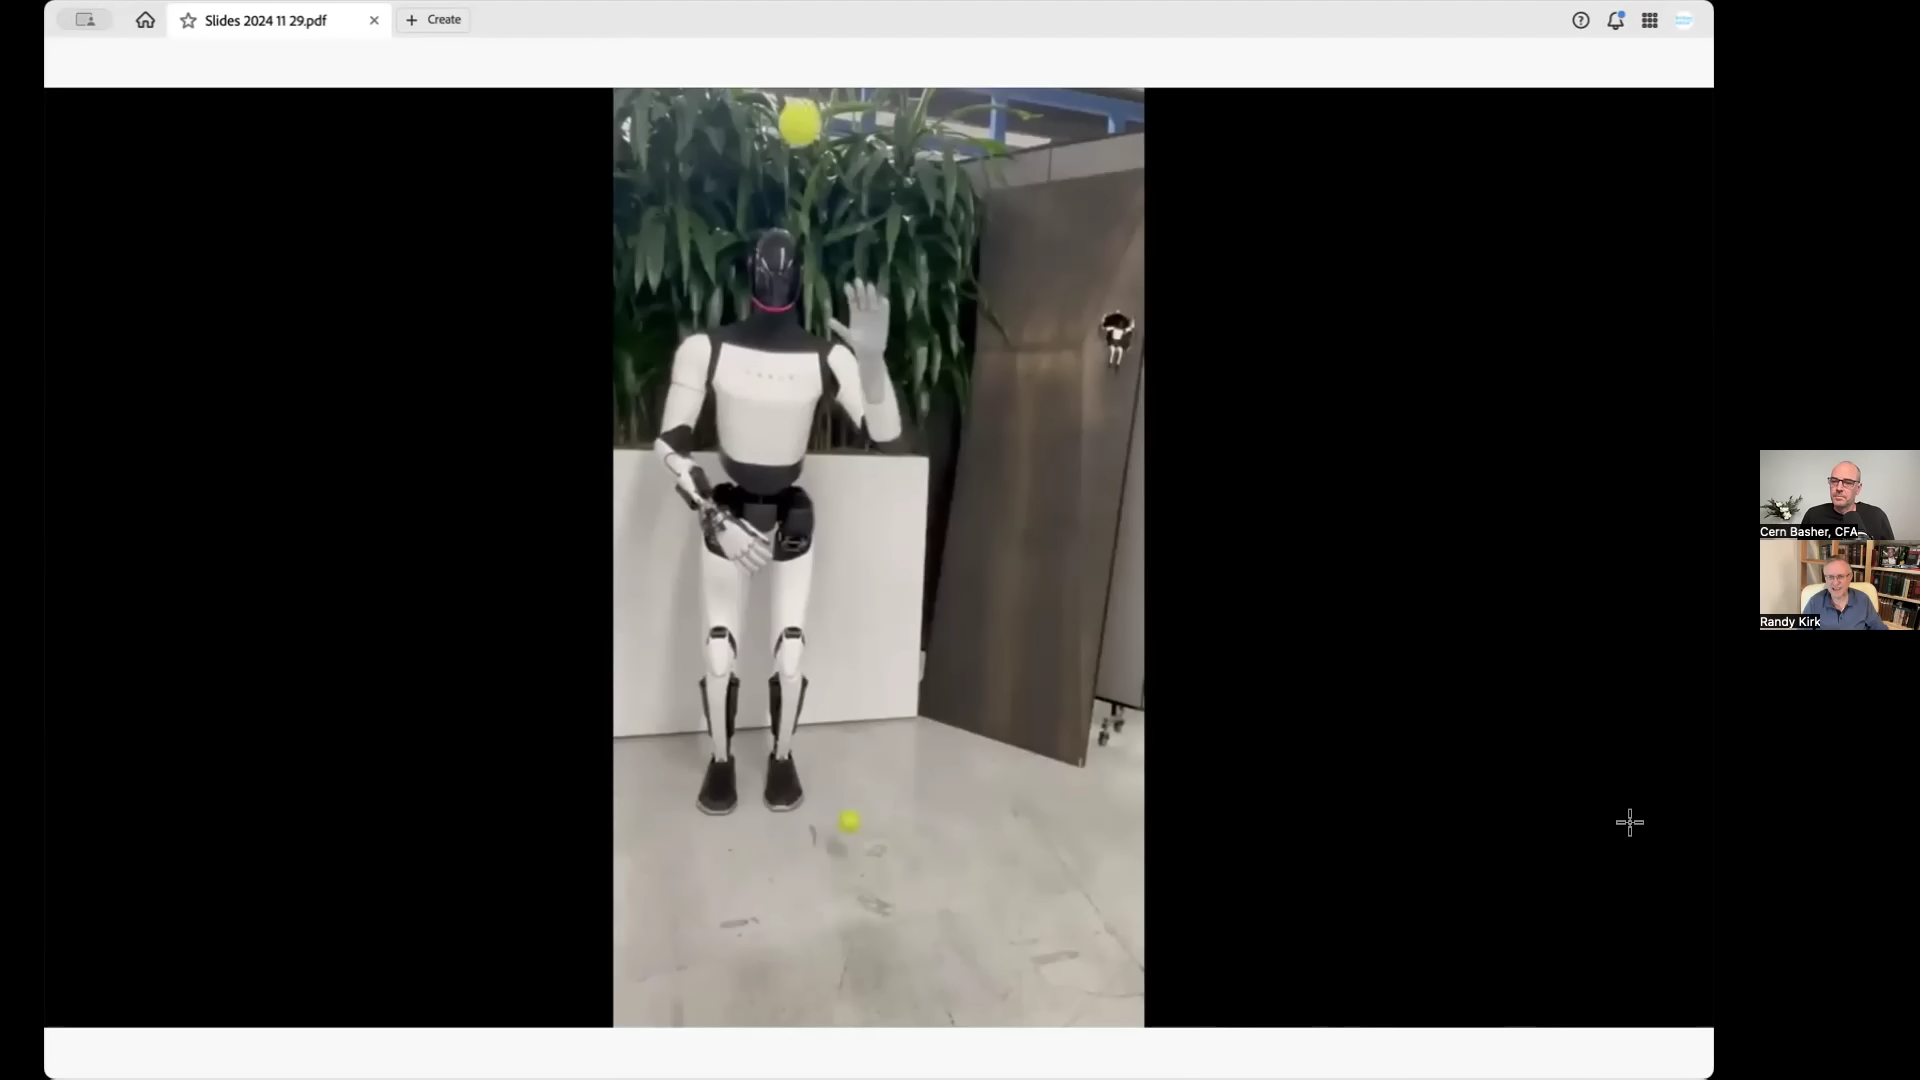 Slides 2024 11 29.pdf
Create
Cern Basher, CFA
Randy Kirk